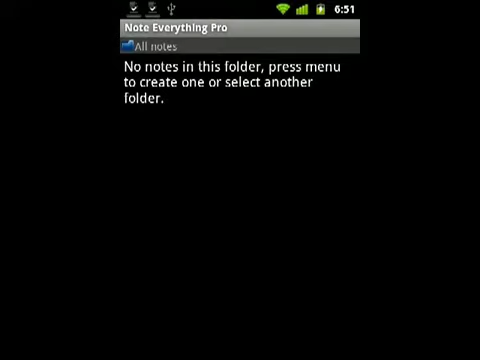 6:51
Note Everything Pro
All notes
No notes in this folder, press menu
to create one or select another
folder.